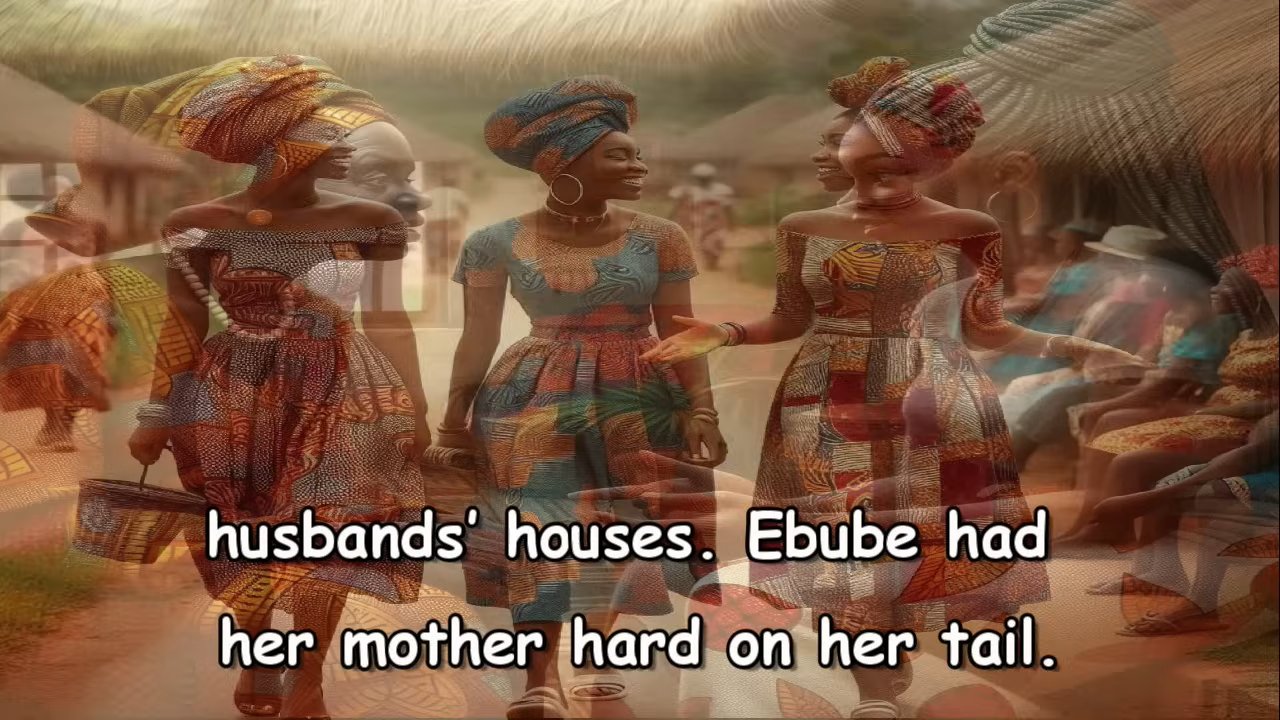 husbands’ houses. Ebube had
her mother hard on her tail.